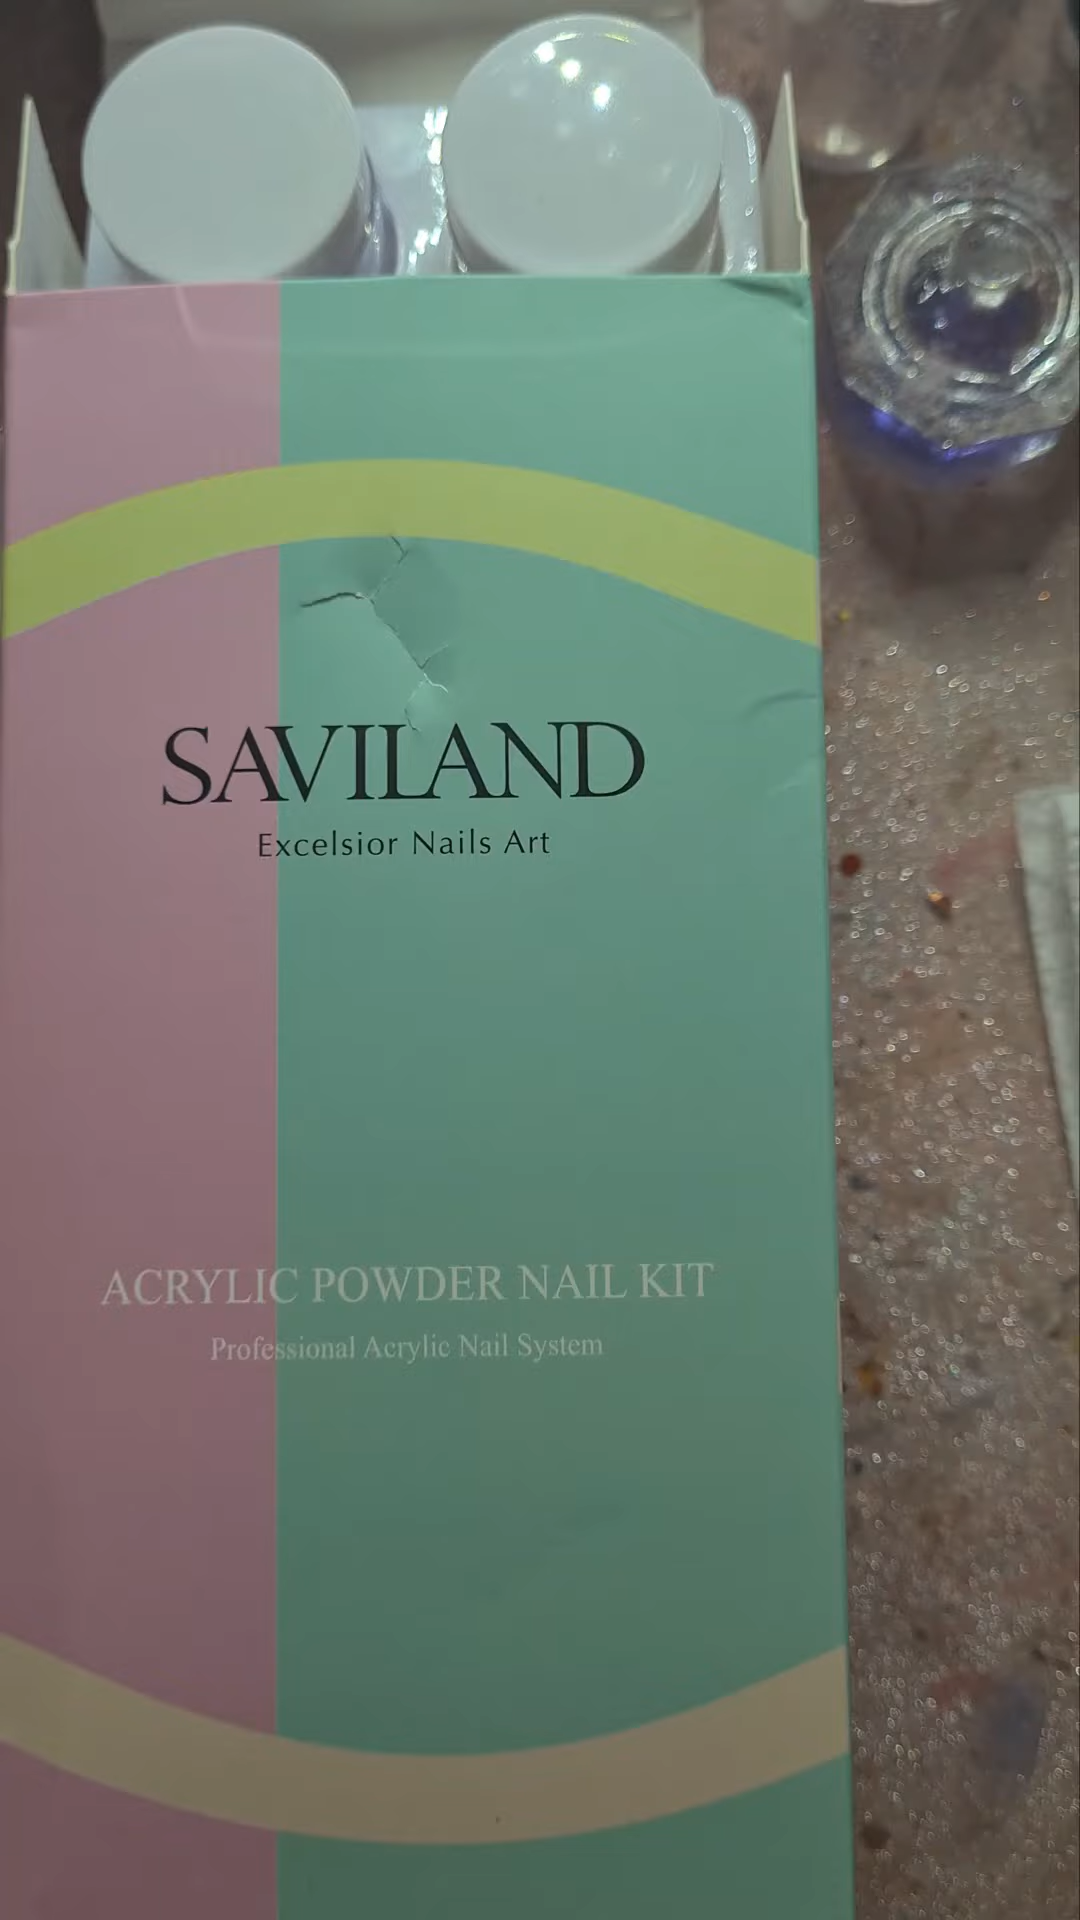 SAVILAND
Excelsior Nails Art
ACRYLIC POWDER NAIL KIT
Professional Acrylic Nail System